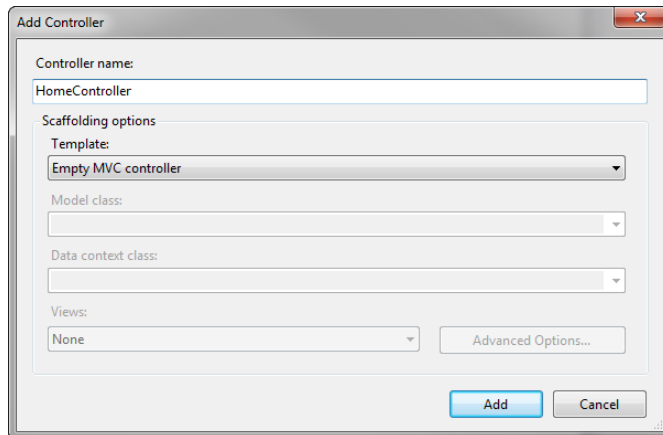 Add Controller
Controller name:
HomeController
Scaffolding options
Template:
Empty MVC controller
Model class:
Data context class:
Views:
None
Advanced Options...
Add
Cancel